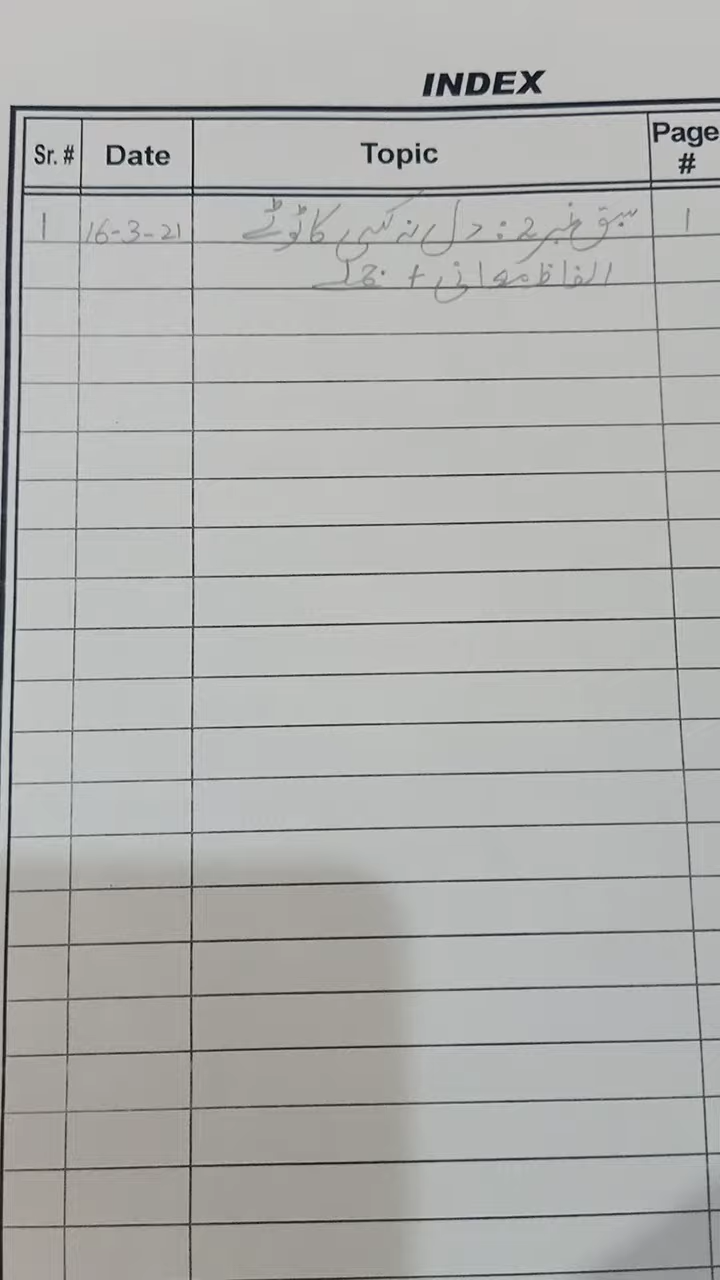 INDEX
Sr. # Date Topic Page #
1 16-3-21 سبق نمبر 2: دل نہ کسی کا ٹوٹے 1
الفاظ معانی + جملے